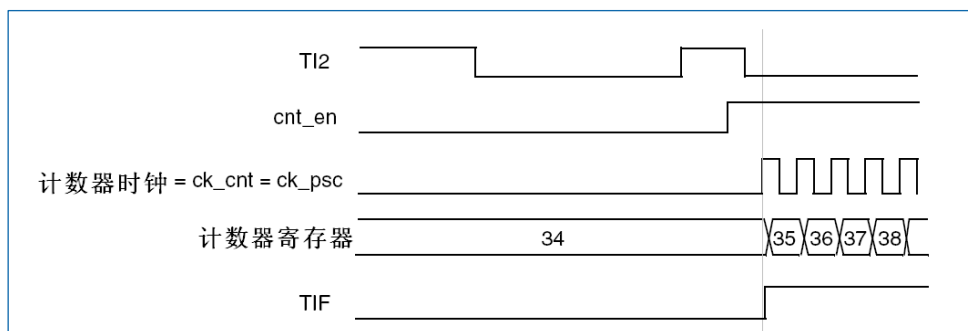 TI2
cnt_en
计数器时钟 = ck_cnt = ck_psc
计数器寄存器 34 35 36 37 38
TIF